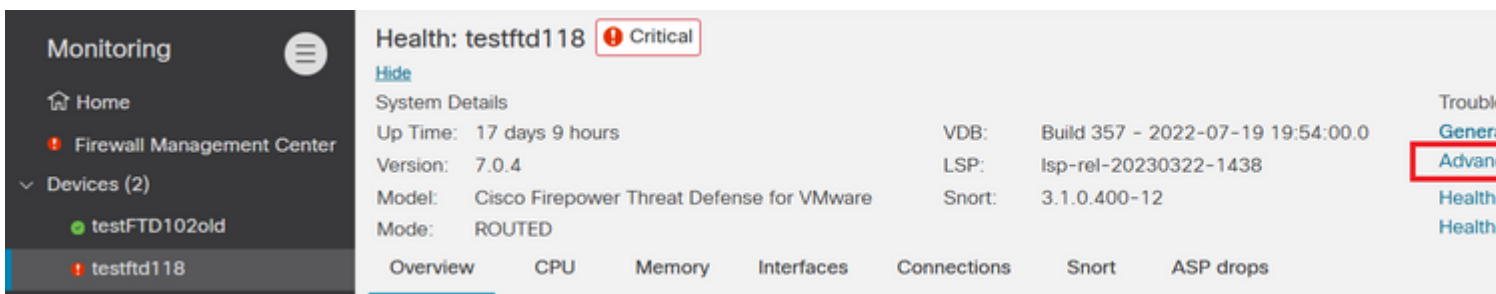 Monitoring
Home
Firewall Management Center
Devices (2)
testFTD102old
testftd118
Health: testftd118 Critical
Hide
System Details
Up Time: 17 days 9 hours
Version: 7.0.4
Model: Cisco Firepower Threat Defense for VMware
Mode: ROUTED
VDB: Build 357 - 2022-07-19 19:54:00.0
LSP: lsp-rel-20230322-1438
Snort: 3.1.0.400-12
Health
Health
Overview CPU Memory Interfaces Connections Snort ASP drops